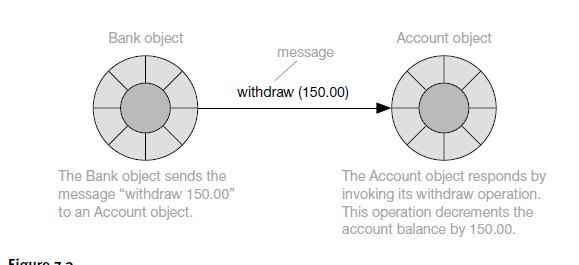 Bank object
Account object
message
withdraw (150.00)
The Bank object sends the
message “withdraw 150.00”
to an Account object.
The Account object responds by
invoking its withdraw operation.
This operation decrements the
account balance by 150.00.